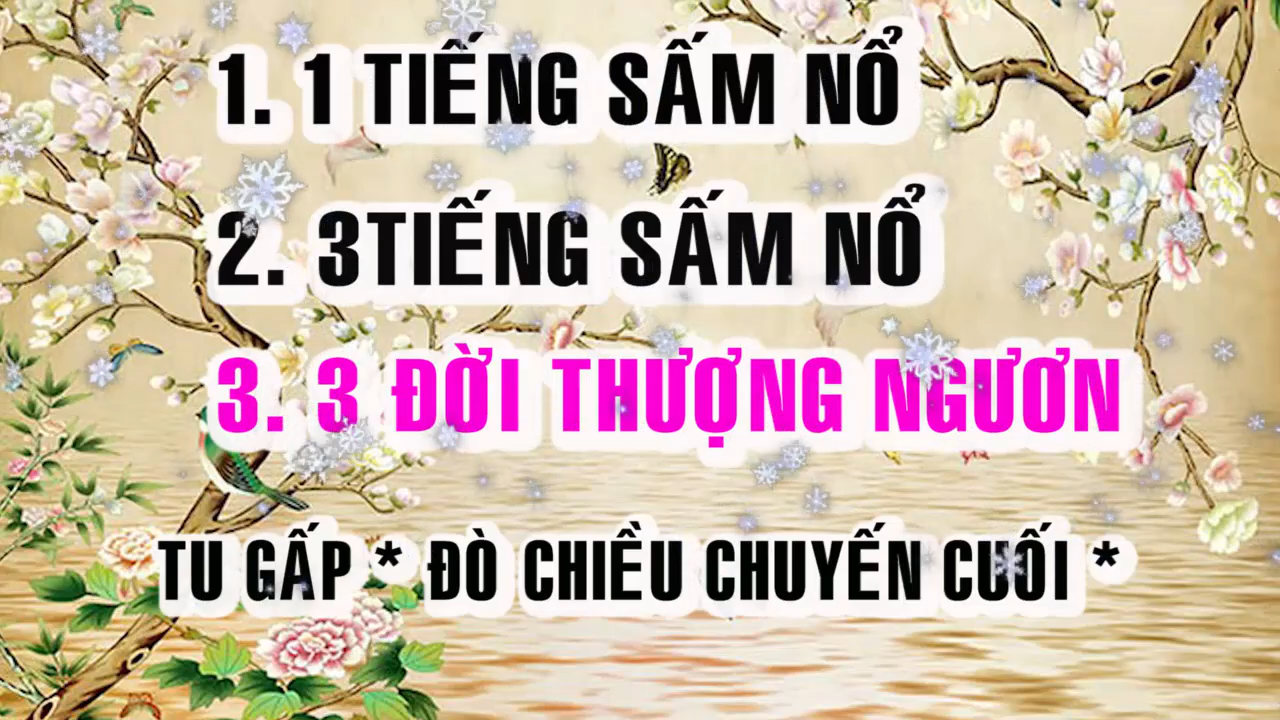 1. 1 TIẾNG SẤM NỔ
2. 3TIẾNG SẤM NỔ
3. 3 ĐỜI THƯỢNG NGƯƠN
TU GẤP * ĐÒ CHIỀU CHUYẾN CUỐI *